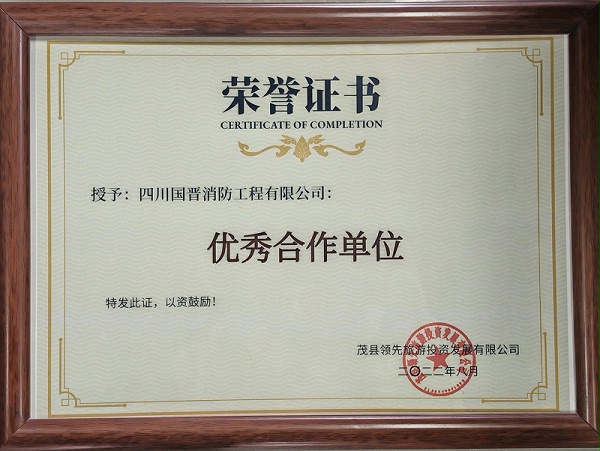 荣誉证书
CERTIFICATE OF COMPLETION
授予：四川国晋消防工程有限公司：
优秀合作单位
特发此证，以资鼓励！
茂县领先旅游投资发展有限公司
二〇二二年八月